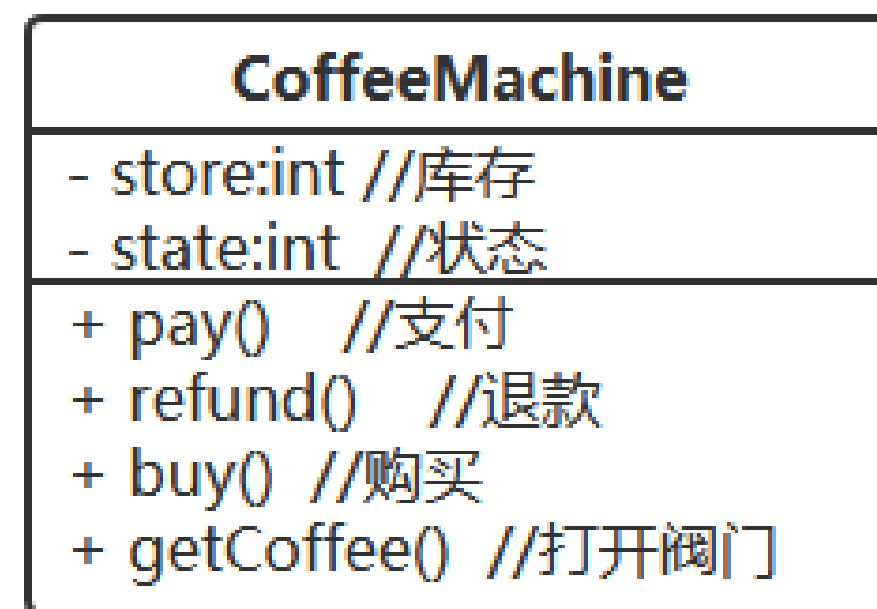 CoffeeMachine
- store:int //库存
- state:int //状态
+ pay() //支付
+ refund() //退款
+ buy() //购买
+ getCoffee() //打开阀门